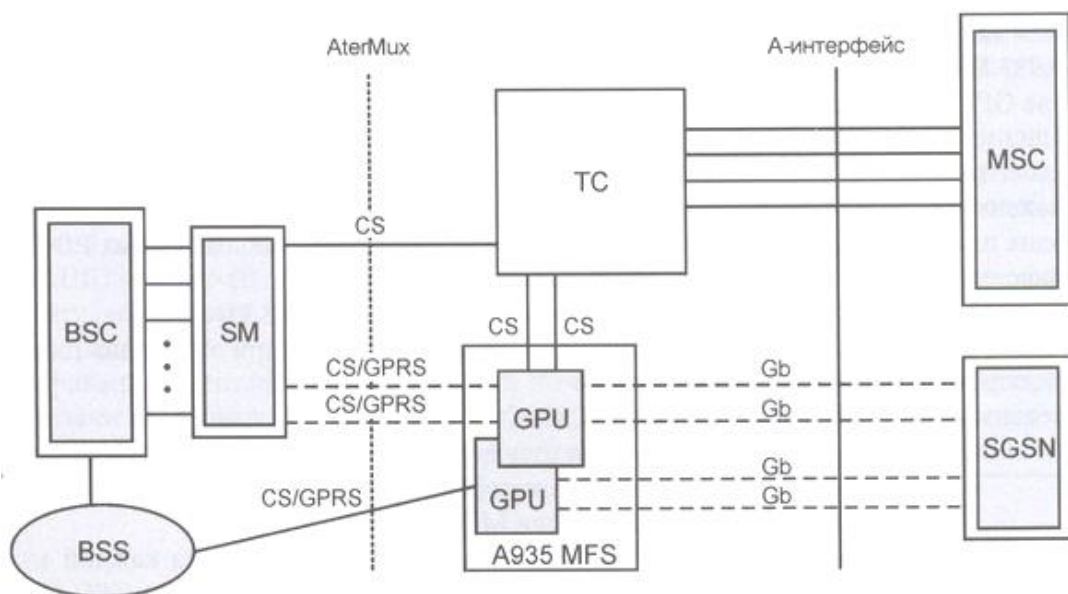 AterMux
А-интерфейс
TC
MSC
CS
BSC
SM
CS
CS
CS/GPRS
CS/GPRS
GPU
Gb
Gb
SGSN
CS/GPRS
GPU
Gb
Gb
BSS
A935 MFS